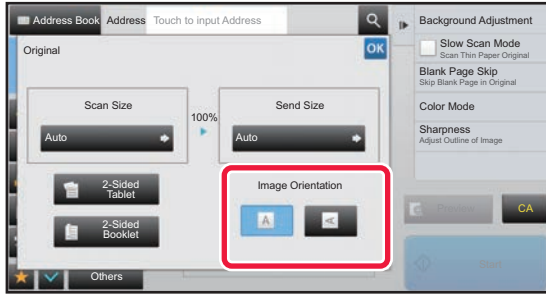 Address Book
Address
Touch to input Address
Original
OK
Scan Size
Auto
100%
Send Size
Auto
2-Sided
Tablet
2-Sided
Booklet
Image Orientation
A
A
Others
Background Adjustment
Slow Scan Mode
Scan Thin Paper Original
Blank Page Skip
Skip Blank Page in Original
Color Mode
Sharpness
Adjust Outline of Image
Preview
CA
Start